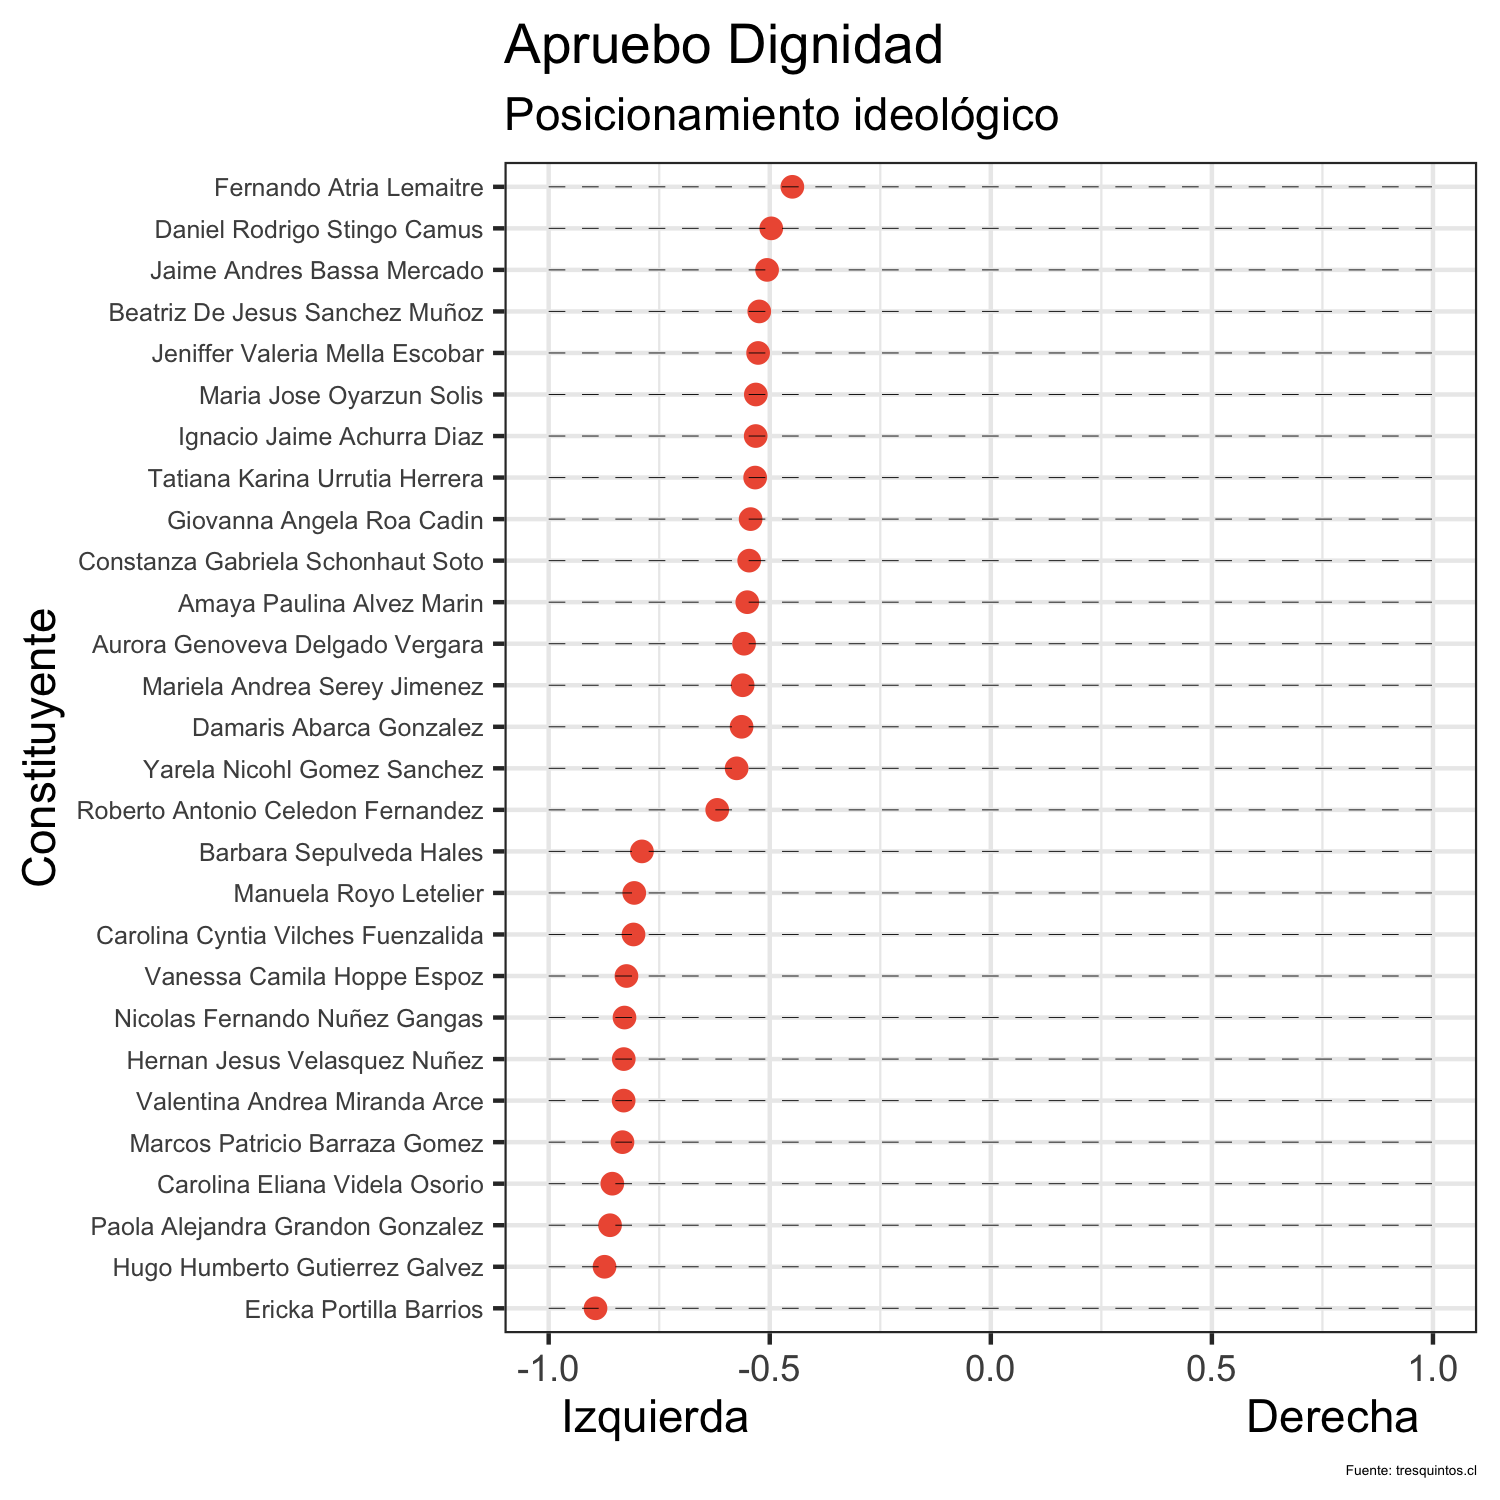 Apruebo Dignidad
Posicionamiento ideológico
Constituyente
Fernando Atria Lemaitre
Daniel Rodrigo Stingo Camus
Jaime Andres Bassa Mercado
Beatriz De Jesus Sanchez Muñoz
Jeniffer Valeria Mella Escobar
Maria Jose Oyarzun Solis
Ignacio Jaime Achurra Diaz
Tatiana Karina Urrutia Herrera
Giovanna Angela Roa Cadin
Constanza Gabriela Schonhaut Soto
Amaya Paulina Alvez Marin
Aurora Genoveva Delgado Vergara
Mariela Andrea Serey Jimenez
Damaris Abarca Gonzalez
Yarela Nicohl Gomez Sanchez
Roberto Antonio Celedon Fernandez
Barbara Sepulveda Hales
Manuela Royo Letelier
Carolina Cyntia Vilches Fuenzalida
Vanessa Camila Hoppe Espoz
Nicolas Fernando Nuñez Gangas
Hernan Jesus Velasquez Nuñez
Valentina Andrea Miranda Arce
Marcos Patricio Barraza Gomez
Carolina Eliana Videla Osorio
Paola Alejandra Grandon Gonzalez
Hugo Humberto Gutierrez Galvez
Ericka Portilla Barrios
-1.0 -0.5 0.0 0.5 1.0
Izquierda Derecha
Fuente: tresquintos.cl